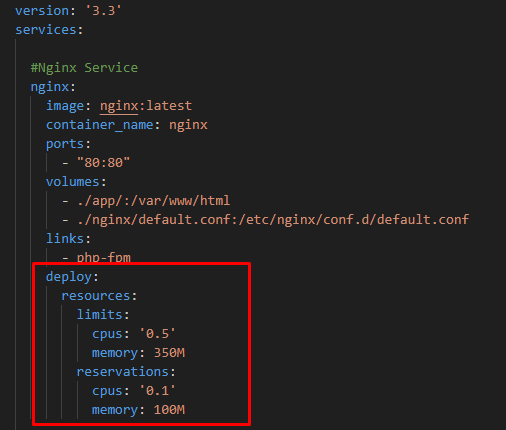 version: '3.3'
services:
#Nginx Service
nginx:
image: nginx:latest
container_name: nginx
ports:
- "80:80"
volumes:
- ./app/:/var/www/html
- ./nginx/default.conf:/etc/nginx/conf.d/default.conf
links:
- php-fpm
deploy:
resources:
limits:
cpus: '0.5'
memory: 350M
reservations:
cpus: '0.1'
memory: 100M